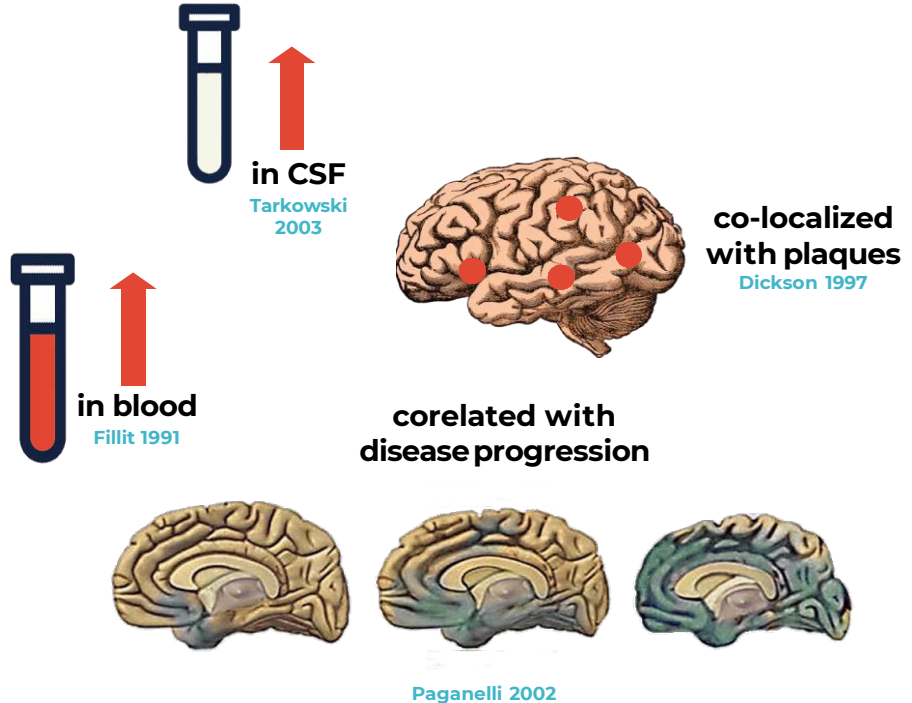 in CSF
Tarkowski
2003
co-localized
with plaques
Dickson 1997
in blood
Fillit 1991
corelated with
disease progression
Paganelli 2002